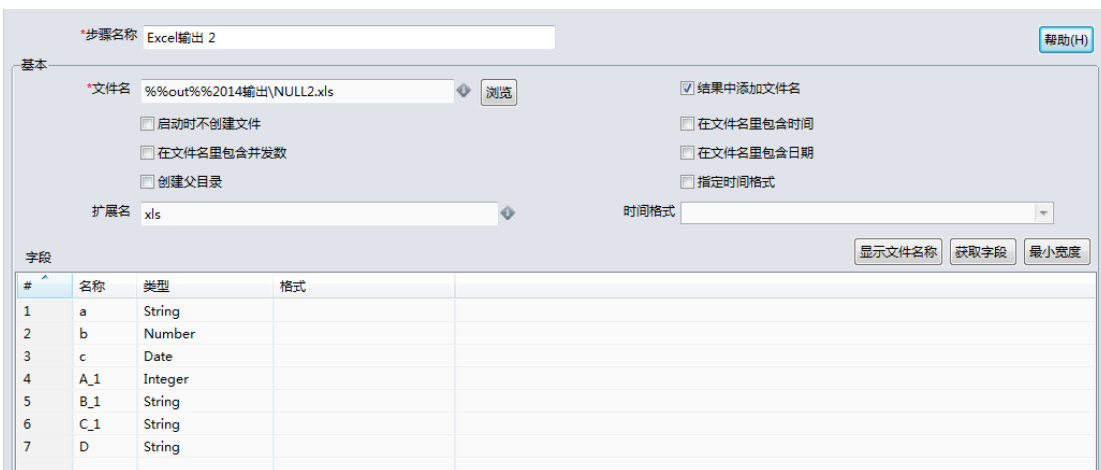 *步骤名称 Excel输出 2 帮助(H)
基本
*文件名 %%out%%2014输出\NULL2.xls 浏览 结果中添加文件名
启动时不创建文件 在文件名里包含时间
在文件名里包含并发数 在文件名里包含日期
创建父目录 指定时间格式
扩展名 xls 时间格式
显示文件名称 获取字段 最小宽度
字段
# 名称 类型 格式
1 a String
2 b Number
3 c Date
4 A_1 Integer
5 B_1 String
6 C_1 String
7 D String